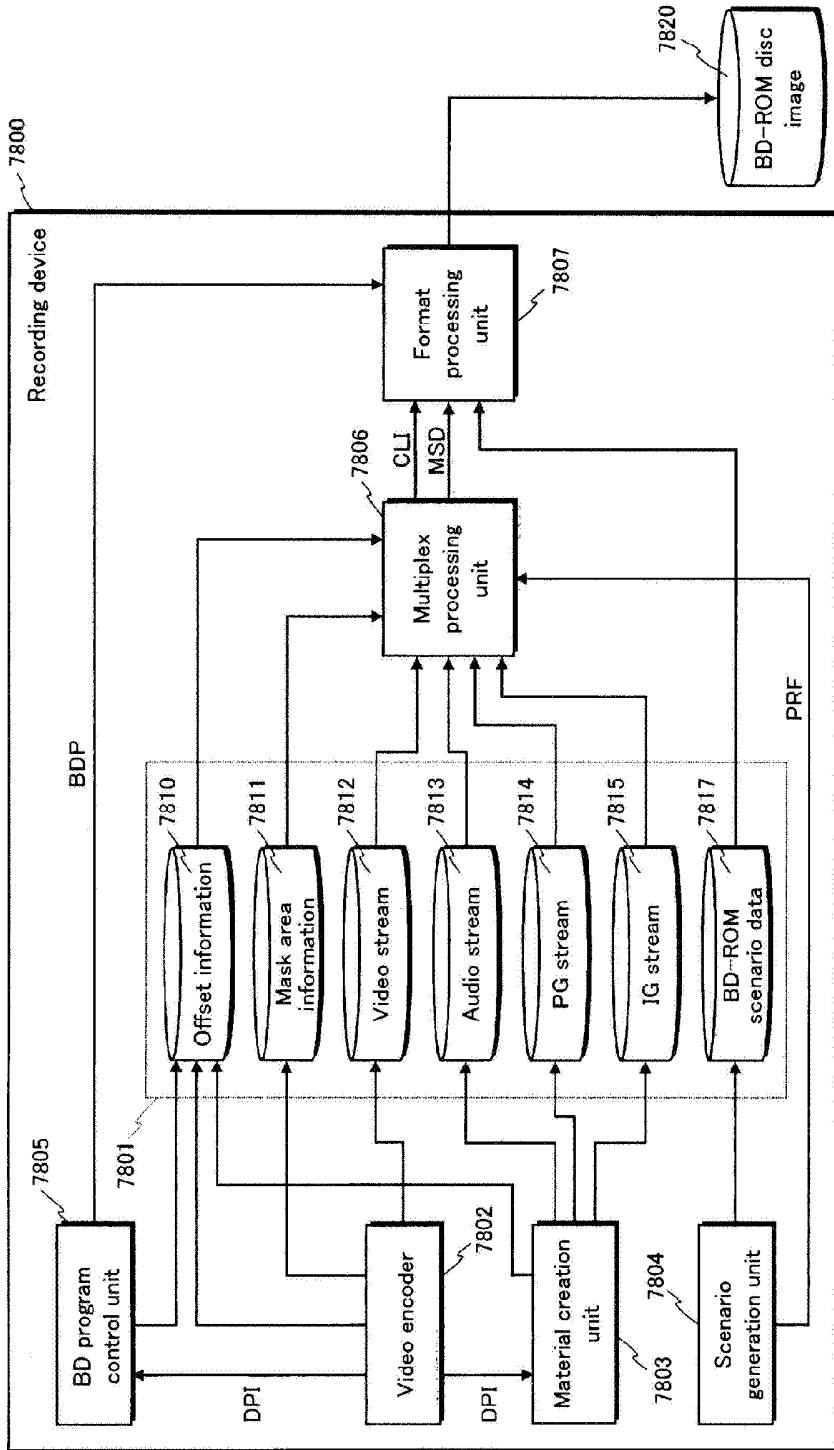 7800
Recording device
BDP
7805
BD program
control unit
DPI
Video encoder
7802
DPI
Material creation
unit
7803
7804
Scenario
generation unit
7801
7810
Offset information
7811
Mask area
information
7812
Video stream
7813
Audio stream
7814
PG stream
7815
IG stream
7817
BD-ROM
scenario data
PRF
7806
Multiplex
processing
unit
CLI
MSD
Format
processing
unit
7807
7820
BD-ROM disc
image